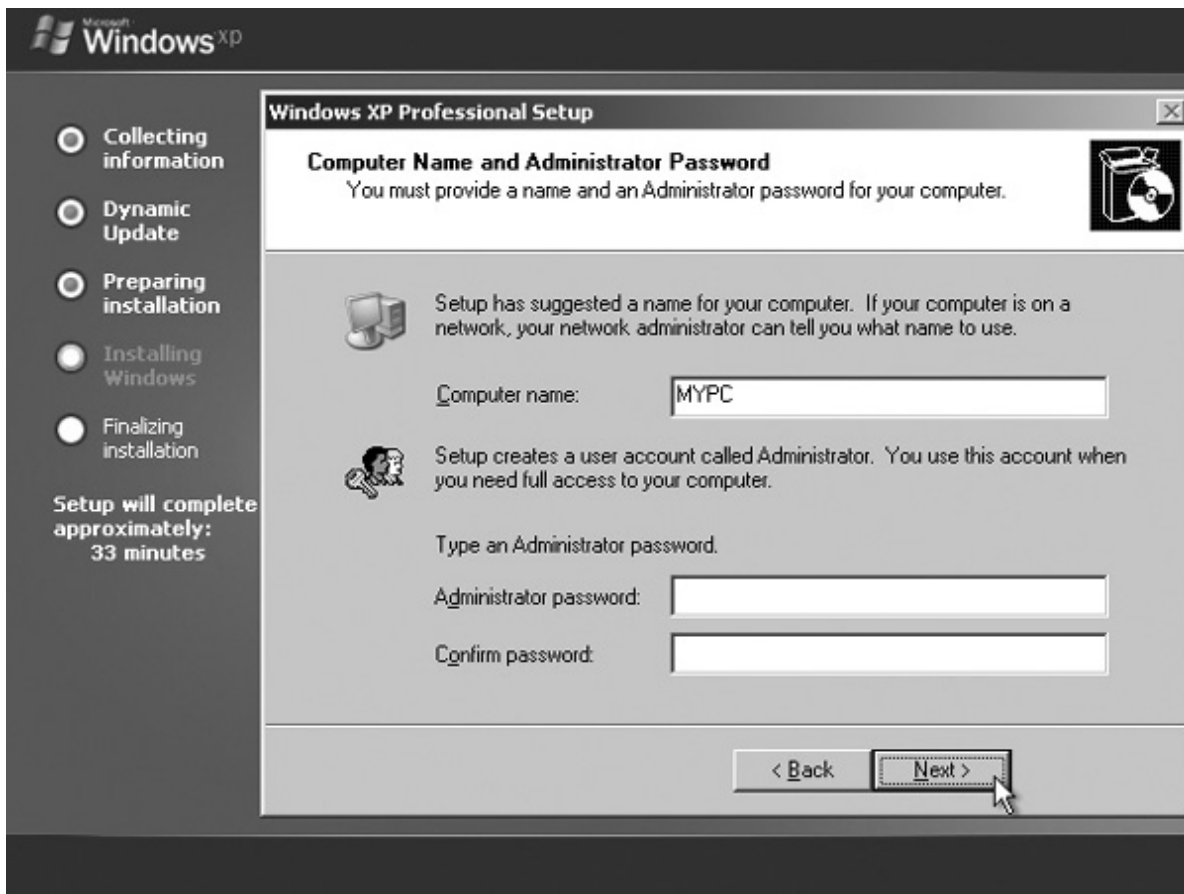 Microsoft
Windows xp
Collecting
information
Dynamic
Update
Preparing
installation
Installing
Windows
Finalizing
installation
Setup will complete
approximately:
33 minutes
Windows XP Professional Setup
Computer Name and Administrator Password
You must provide a name and an Administrator password for your computer.
Setup has suggested a name for your computer. If your computer is on a
network, your network administrator can tell you what name to use.
Computer name:
MYPC
Setup creates a user account called Administrator. You use this account when
you need full access to your computer.
Type an Administrator password.
Administrator password:
Confirm password:
< Back
Next >